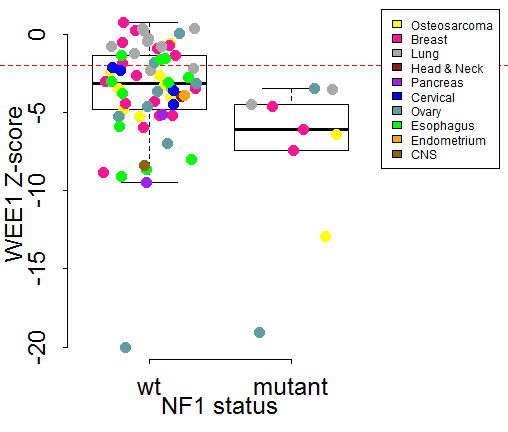 WEE1 Z-score
0
-5
-10
-15
-20
wt
mutant
NF1 status
Osteosarcoma
Breast
Lung
Head & Neck
Pancreas
Cervical
Ovary
Esophagus
Endometrium
CNS